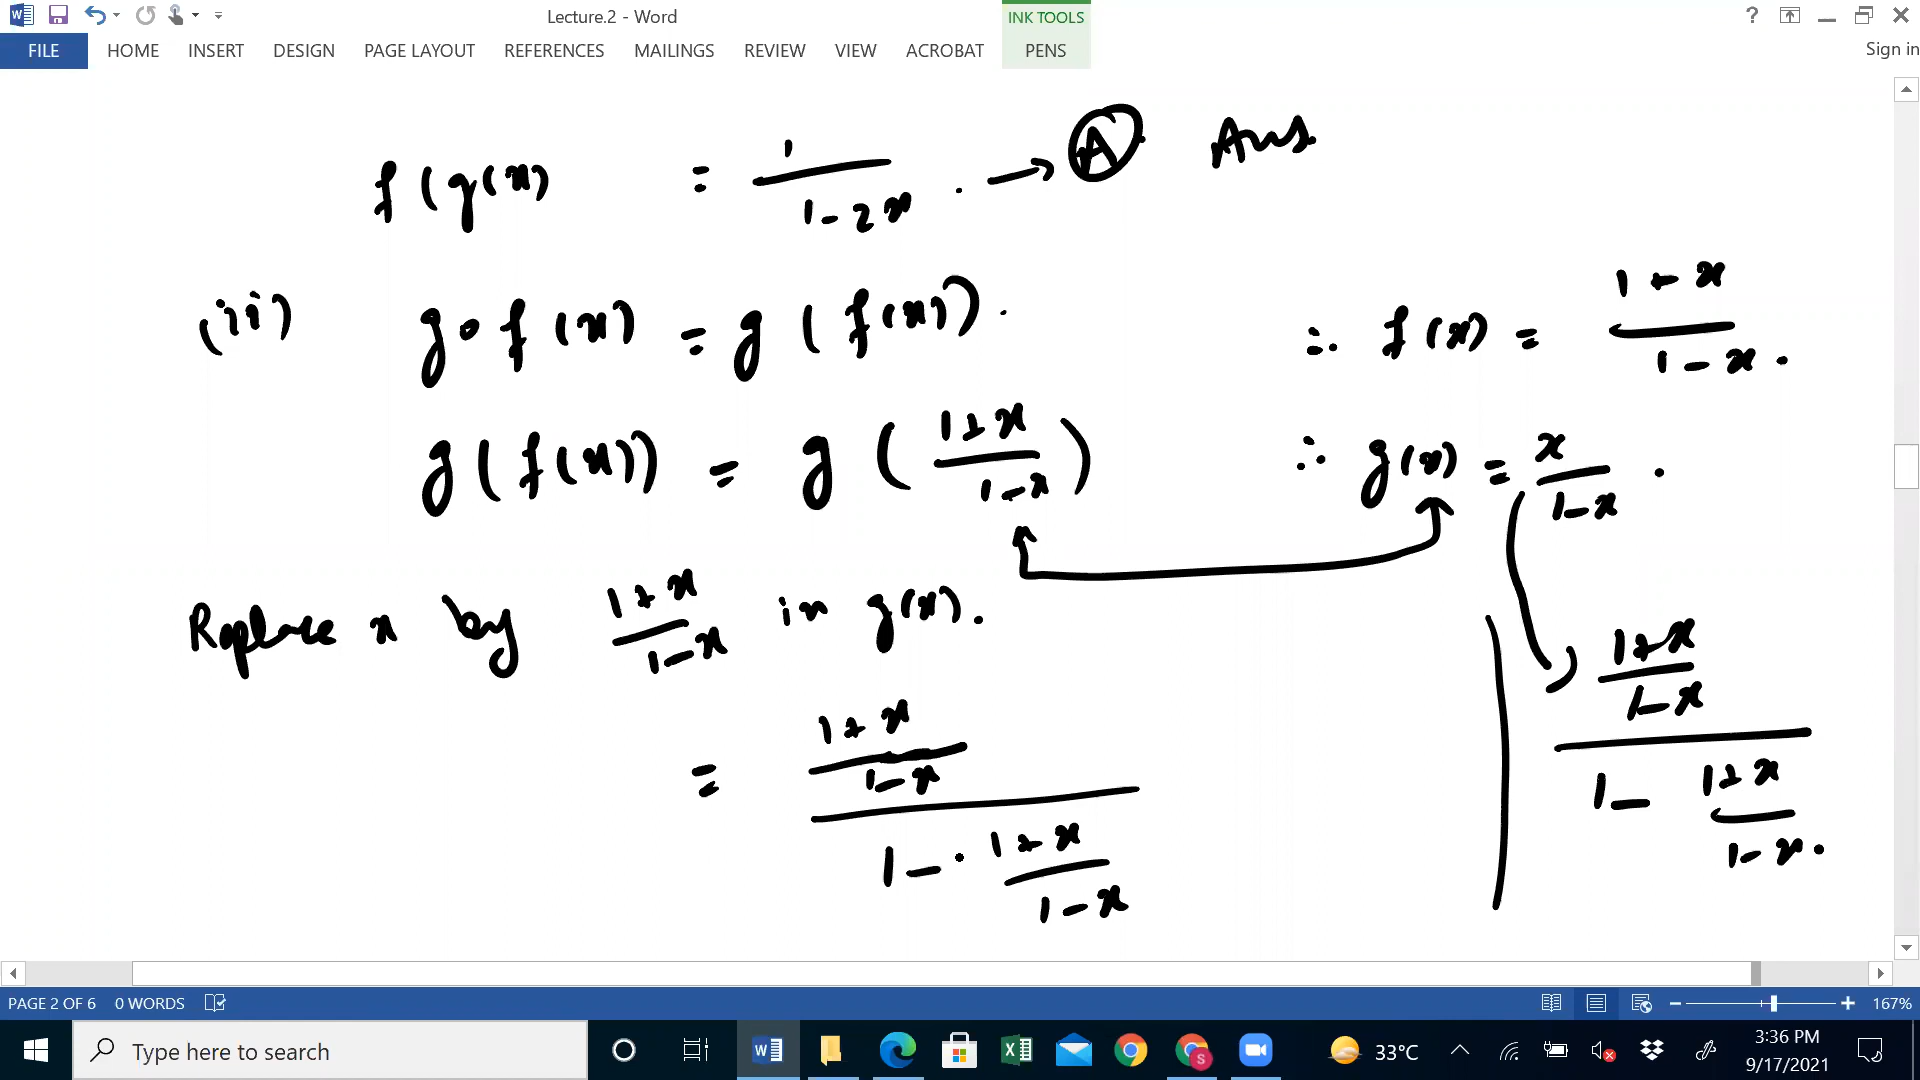 Lecture.2 - Word
INK TOOLS
?
FILE HOME INSERT DESIGN PAGE LAYOUT REFERENCES MAILINGS REVIEW VIEW ACROBAT PENS
Sign in
f(g(x) = 1/(1-2x). → (A) Ans
(ii) g∘f(x) = g(f(x)). ∴ f(x) = (1+x)/(1-x).
g(f(x)) = g((1+x)/(1-x)) ∴ g(x) = x/(1-x).
Replace x by (1+x)/(1-x) in g(x).
= ((1+x)/(1-x))/(1-(1+x)/(1-x))
((1+x)/(1-x))/(1-(1+x)/(1-x)).
PAGE 2 OF 6 0 WORDS 167%
Type here to search
33°C
3:36 PM
9/17/2021